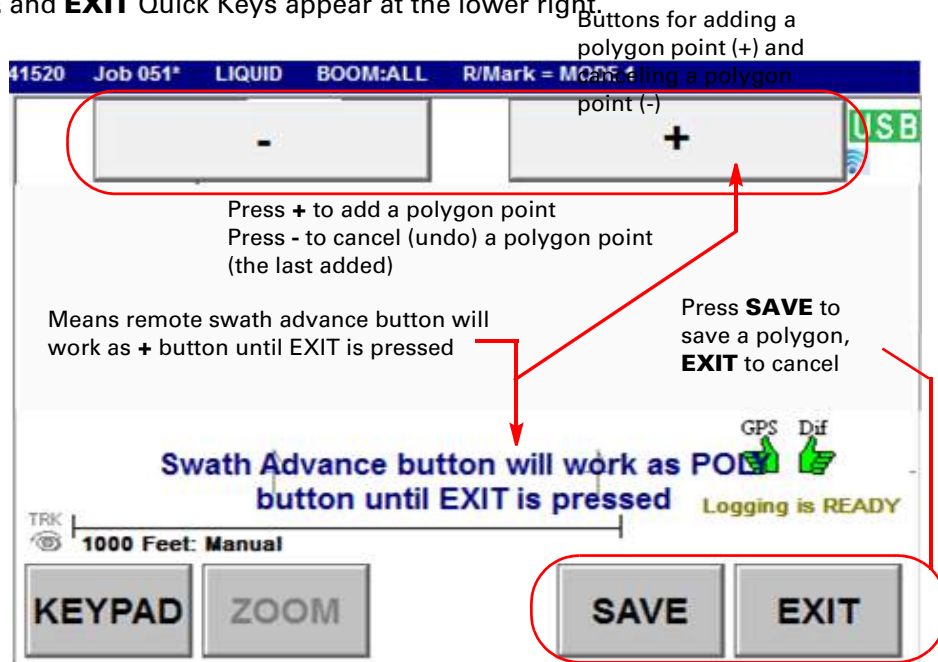 and EXIT Quick Keys appear at the lower right.
Buttons for adding a
polygon point (+) and
canceling a polygon
point (-)
41520 Job 051* LIQUID BOOM:ALL R/Mark =
- +
USB
Press + to add a polygon point
Press - to cancel (undo) a polygon point
(the last added)
Means remote swath advance button will
work as + button until EXIT is pressed
Press SAVE to
save a polygon,
EXIT to cancel
GPS Dif
Swath Advance button will work as POLY
button until EXIT is pressed
Logging is READY
TRK
1000 Feet: Manual
KEYPAD ZOOM SAVE EXIT